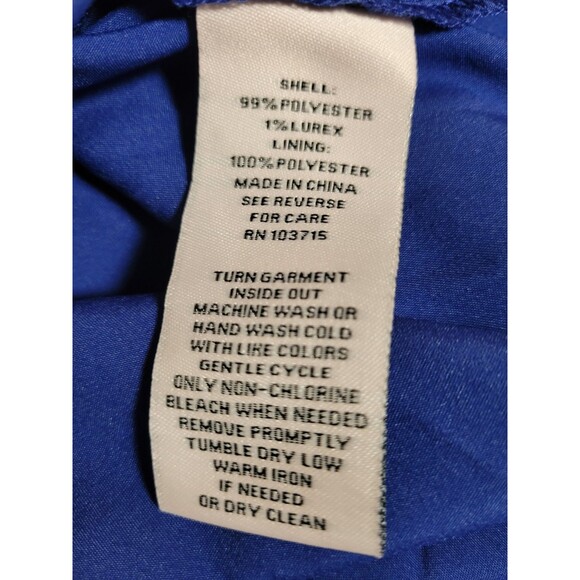 SHELL:
99% POLYESTER
1% LUREX
LINING:
100% POLYESTER
MADE IN CHINA
SEE REVERSE
FOR CARE
RN 103715
TURN GARMENT
INSIDE OUT
MACHINE WASH OR
HAND WASH COLD
WITH LIKE COLORS
GENTLE CYCLE
ONLY NON-CHLORINE
BLEACH WHEN NEEDED
REMOVE PROMPTLY
TUMBLE DRY LOW
WARM IRON
IF NEEDED
OR DRY CLEAN